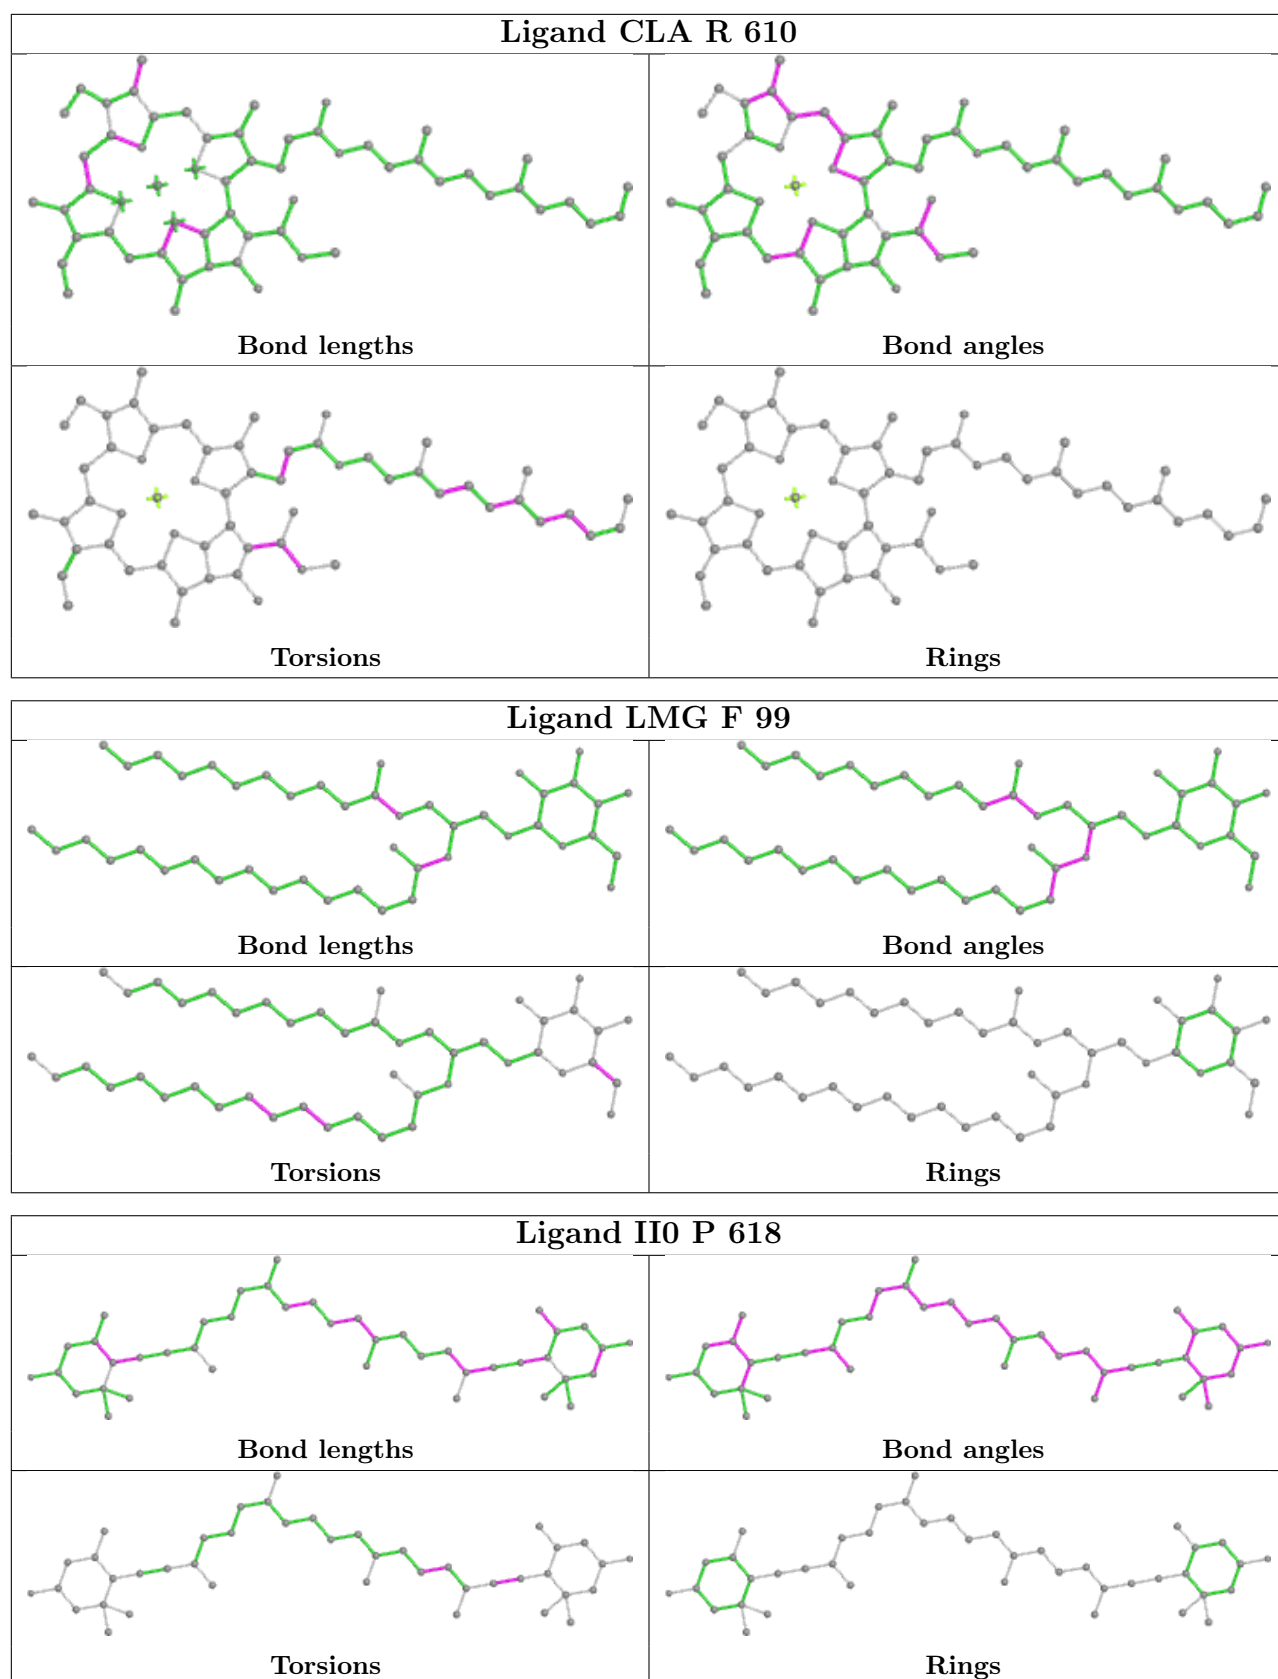 Ligand CLA R 610
Bond lengths
Bond angles
Torsions
Rings
Ligand LMG F 99
Bond lengths
Bond angles
Torsions
Rings
Ligand II0 P 618
Bond lengths
Bond angles
Torsions
Rings